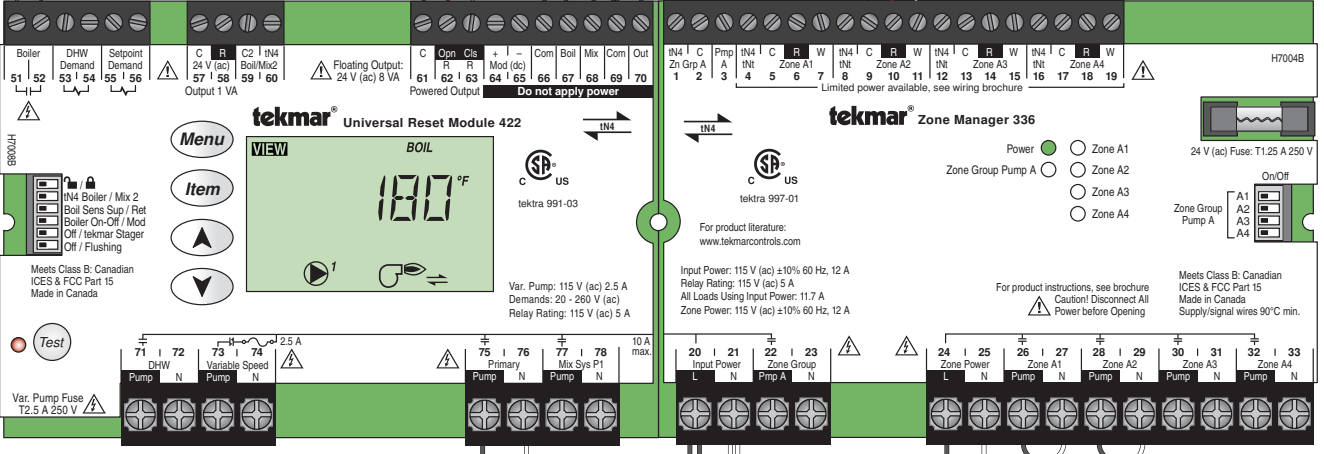 Boiler DHW Demand Setpoint Demand
51 52 53 54 55 56
C R C2 tN4
24 V (ac) Boil/Mix2
57 58 59 60
Output 1 VA
Floating Output:
24 V (ac) 8 VA
C Opn Cls + – Com Boil Mix Com Out
R R Mod (dc)
61 62 63 64 65 66 67 68 69 70
Powered Output Do not apply power
tN4 C Pmp tN4 C R W tN4 C R W tN4 C R W tN4 C R W
Zn Grp A A tNt Zone A1 tNt Zone A2 tNt Zone A3 tNt Zone A4
1 2 3 4 5 6 7 8 9 10 11 12 13 14 15 16 17 18 19
Limited power available, see wiring brochure
H7004B
H7008B
tekmar® Universal Reset Module 422
tN4
Menu
Item
VIEW BOIL
180 °F
1
SA®
C US
tektra 991-03
/
tN4 Boiler / Mix 2
Boil Sens Sup / Ret
Boiler On-Off / Mod
Off / tekmar Stager
Off / Flushing
Meets Class B: Canadian
ICES & FCC Part 15
Made in Canada
Test
Var. Pump Fuse
T2.5 A 250 V
Var. Pump: 115 V (ac) 2.5 A
Demands: 20 - 260 V (ac)
Relay Rating: 115 V (ac) 5 A
2.5 A
10 A
max.
71 72 73 74 75 76 77 78
DHW Variable Speed Primary Mix Sys P1
Pump N Pump N Pump N Pump N
tN4
tekmar® Zone Manager 336
SA®
C US
tektra 997-01
Power Zone A1
Zone Group Pump A Zone A2
Zone A3
Zone A4
24 V (ac) Fuse: T1.25 A 250 V
On/Off
Zone Group
Pump A
A1
A2
A3
A4
For product literature:
www.tekmarcontrols.com
Input Power: 115 V (ac) ±10% 60 Hz, 12 A
Relay Rating: 115 V (ac) 5 A
All Loads Using Input Power: 11.7 A
Zone Power: 115 V (ac) ±10% 60 Hz, 12 A
For product instructions, see brochure
Caution! Disconnect All
Power before Opening
Meets Class B: Canadian
ICES & FCC Part 15
Made in Canada
Supply/signal wires 90°C min.
20 21 22 23 24 25 26 27 28 29 30 31 32 33
Input Power Zone Group Zone Power Zone A1 Zone A2 Zone A3 Zone A4
L N Pmp A N L N Pump N Pump N Pump N Pump N